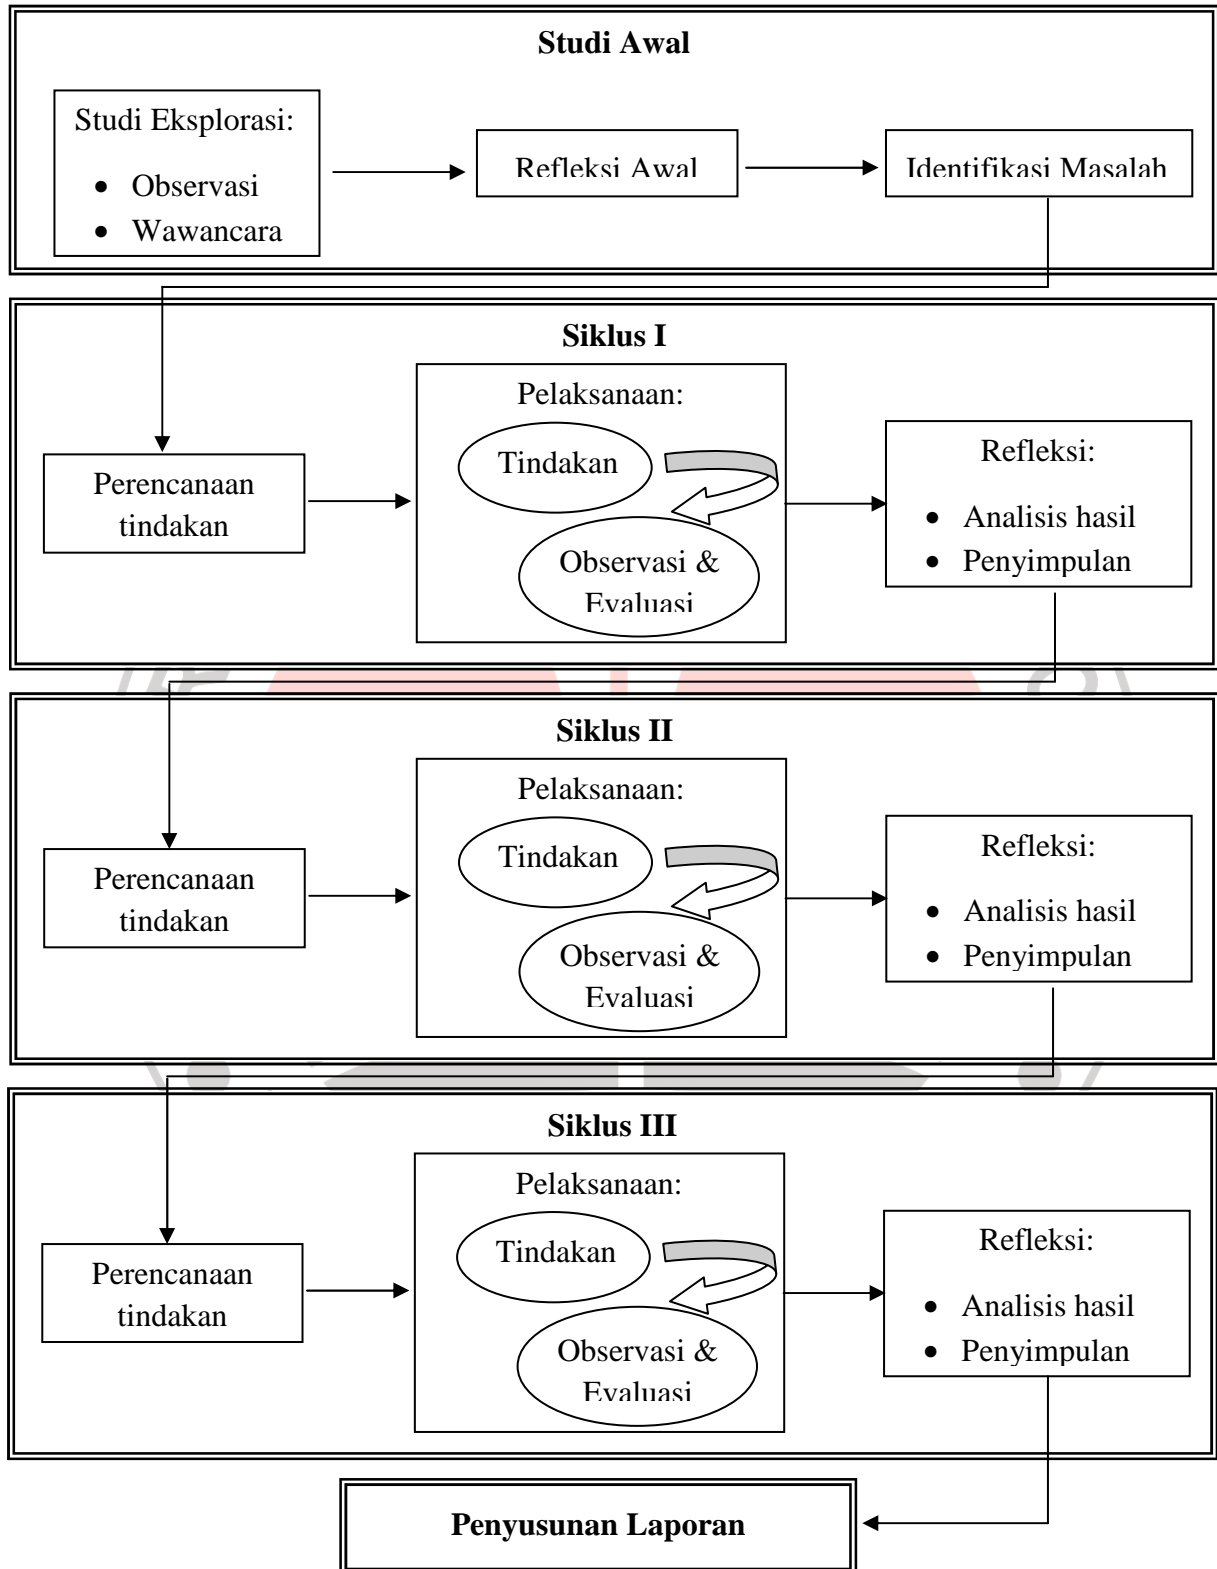 Studi Awal
Studi Eksplorasi:
• Observasi
• Wawancara
Refleksi Awal
Identifikasi Masalah
Siklus I
Perencanaan
tindakan
Pelaksanaan:
Tindakan
Observasi &
Evaluasi
Refleksi:
• Analisis hasil
• Penyimpulan
Siklus II
Perencanaan
tindakan
Pelaksanaan:
Tindakan
Observasi &
Evaluasi
Refleksi:
• Analisis hasil
• Penyimpulan
Siklus III
Perencanaan
tindakan
Pelaksanaan:
Tindakan
Observasi &
Evaluasi
Refleksi:
• Analisis hasil
• Penyimpulan
Penyusunan Laporan